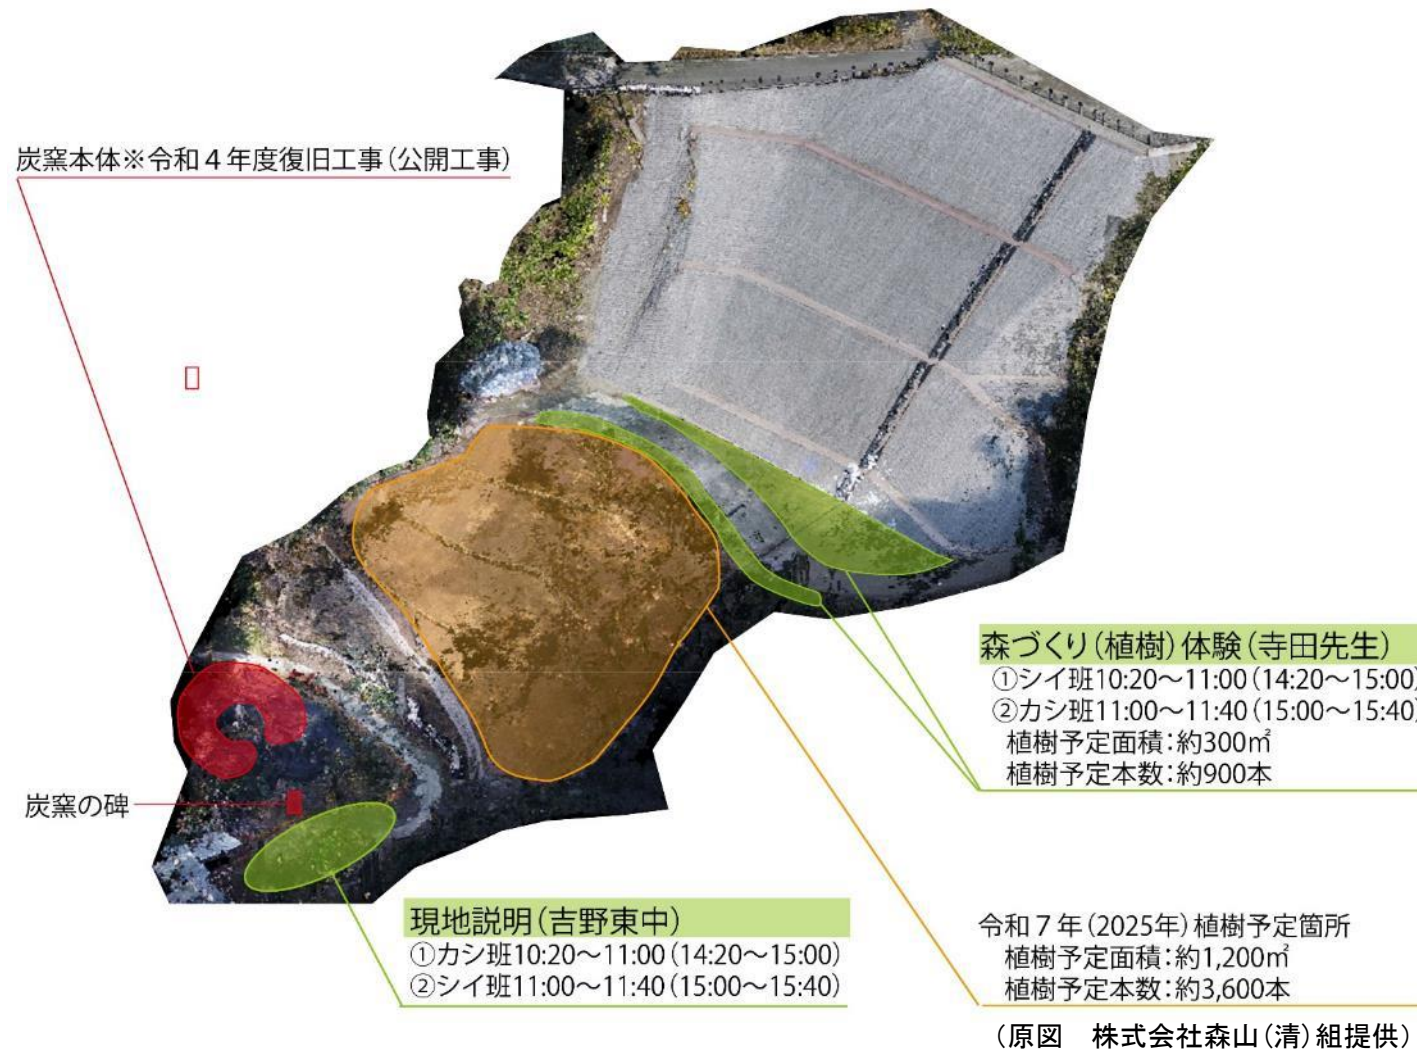 炭窯本体※令和４年度復旧工事（公開工事）
炭窯の碑
森づくり（植樹）体験（寺田先生）
①シイ班10:20～11:00（14:20～15:00）
②カシ班11:00～11:40（15:00～15:40）
植樹予定面積：約300㎡
植樹予定本数：約900本
現地説明（吉野東中）
①カシ班10:20～11:00（14:20～15:00）
②シイ班11:00～11:40（15:00～15:40）
令和７年（2025年）植樹予定箇所
植樹予定面積：約1,200㎡
植樹予定本数：約3,600本
（原図　株式会社森山（清）組提供）